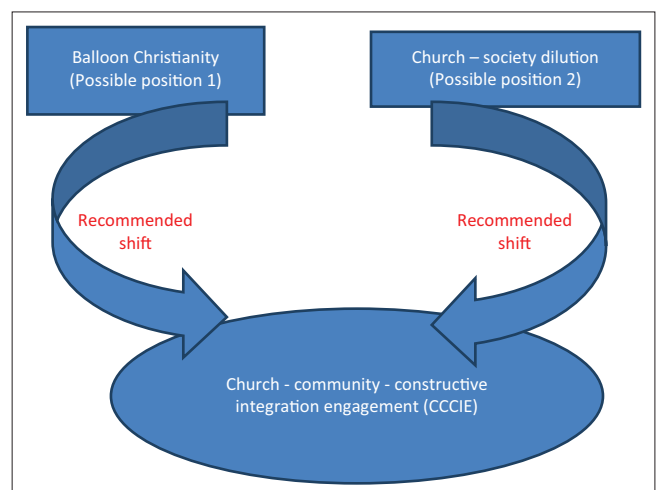 Balloon Christianity
(Possible position 1)
Church – society dilution
(Possible position 2)
Recommended
shift
Recommended
shift
Church - community - constructive
integration engagement (CCCIE)